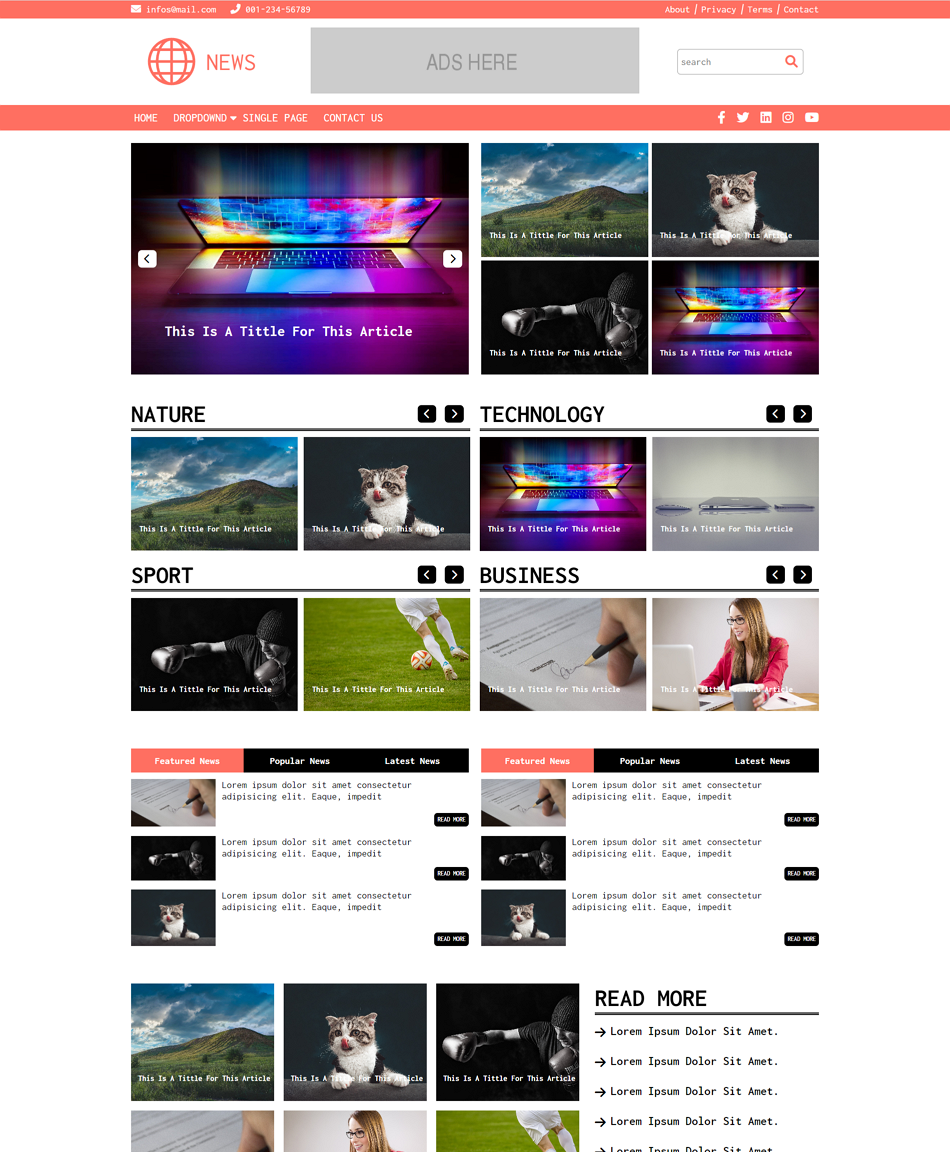 infos@mail.com 001-234-56789 About / Privacy / Terms / Contact
NEWS
ADS HERE
search
HOME DROPDOWND SINGLE PAGE CONTACT US
This Is A Tittle For This Article
This Is A Tittle For This Article
This Is A Tittle For This Article
This Is A Tittle For This Article
This Is A Tittle For This Article
NATURE
This Is A Tittle For This Article
This Is A Tittle For This Article
TECHNOLOGY
This Is A Tittle For This Article
This Is A Tittle For This Article
SPORT
This Is A Tittle For This Article
This Is A Tittle For This Article
BUSINESS
This Is A Tittle For This Article
This Is A Tittle For This Article
Featured News Popular News Latest News
Lorem ipsum dolor sit amet consectetur
adipisicing elit. Eaque, impedit
READ MORE
Lorem ipsum dolor sit amet consectetur
adipisicing elit. Eaque, impedit
READ MORE
Lorem ipsum dolor sit amet consectetur
adipisicing elit. Eaque, impedit
READ MORE
Featured News Popular News Latest News
Lorem ipsum dolor sit amet consectetur
adipisicing elit. Eaque, impedit
READ MORE
Lorem ipsum dolor sit amet consectetur
adipisicing elit. Eaque, impedit
READ MORE
Lorem ipsum dolor sit amet consectetur
adipisicing elit. Eaque, impedit
READ MORE
This Is A Tittle For This Article
This Is A Tittle For This Article
This Is A Tittle For This Article
READ MORE
Lorem Ipsum Dolor Sit Amet.
Lorem Ipsum Dolor Sit Amet.
Lorem Ipsum Dolor Sit Amet.
Lorem Ipsum Dolor Sit Amet.
Lorem Ipsum Dolor Sit Amet.